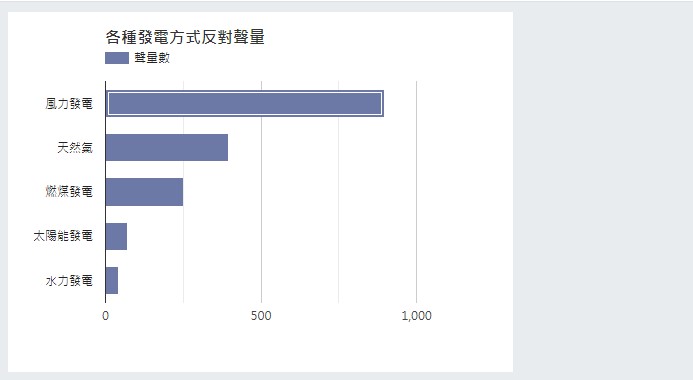 各種發電方式反對聲量
聲量數
風力發電
天然氣
燃煤發電
太陽能發電
水力發電
0
500
1,000